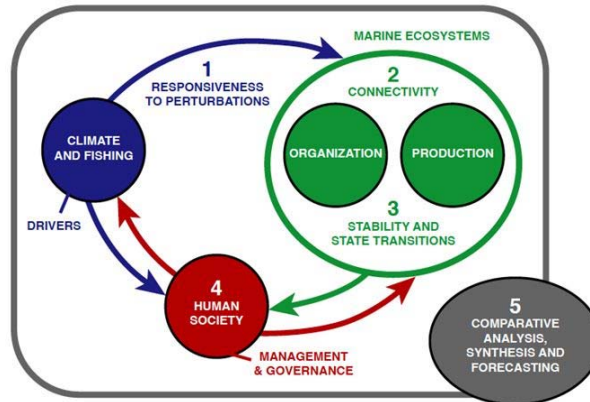 MARINE ECOSYSTEMS
1
RESPONSIVENESS
TO PERTURBATIONS
2
CONNECTIVITY
CLIMATE
AND FISHING
ORGANIZATION
PRODUCTION
DRIVERS
3
STABILITY AND
STATE TRANSITIONS
4
HUMAN
SOCIETY
MANAGEMENT
& GOVERNANCE
5
COMPARATIVE
ANALYSIS,
SYNTHESIS AND
FORECASTING